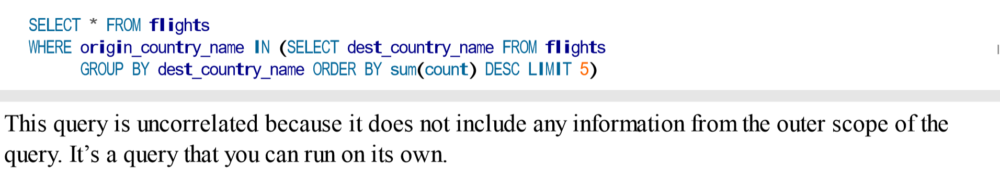 SELECT * FROM flights
WHERE origin_country_name IN (SELECT dest_country_name FROM flights
GROUP BY dest_country_name ORDER BY sum(count) DESC LIMIT 5)
This query is uncorrelated because it does not include any information from the outer scope of the
query. It’s a query that you can run on its own.